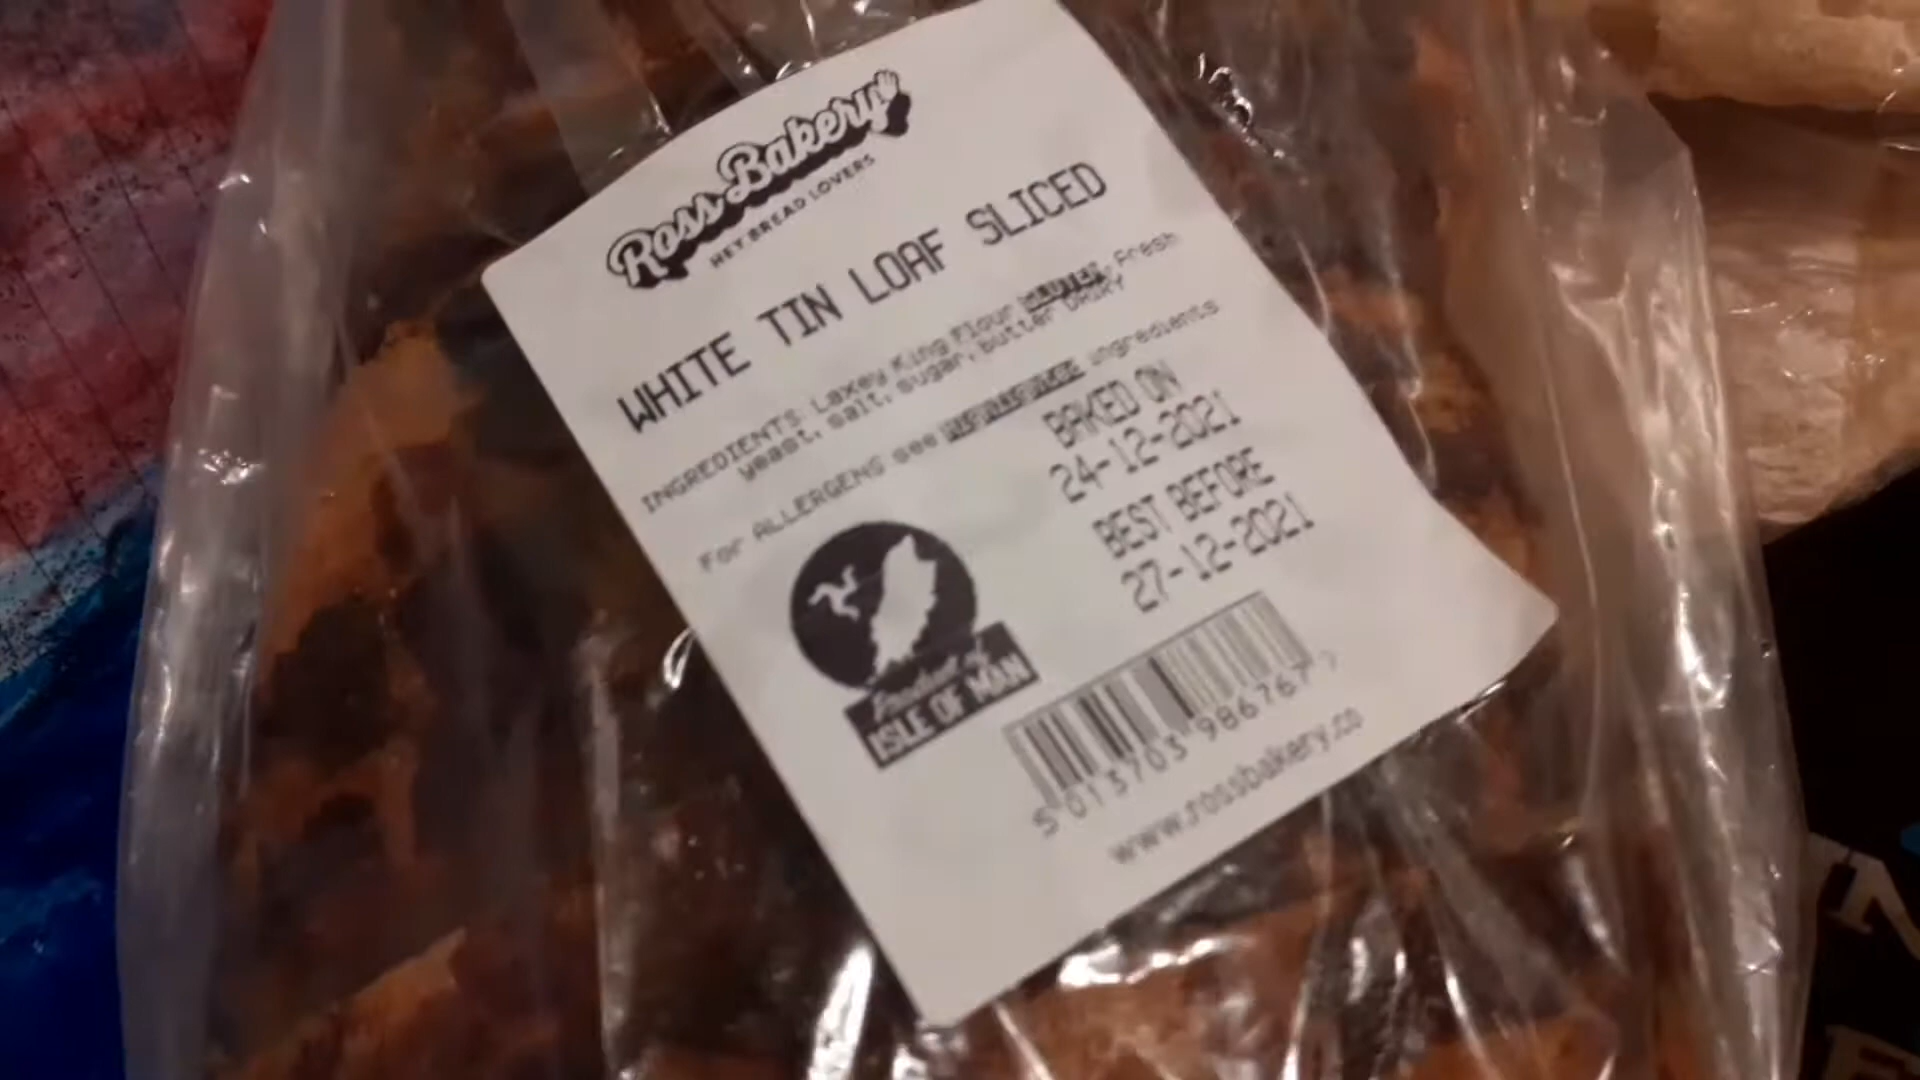 Ross Bakery
HEY BREAD LOVERS
WHITE TIN LOAF SLICED
INGREDIENTS: Laxey King Flour Fresh
yeast, salt, sugar, butter DAIRY
For ALLERGENS see ingredients
BAKED ON
24-12-2021
BEST BEFORE
27-12-2021
Product of
ISLE OF MAN
5 013703 986767
www.rossbakery.co